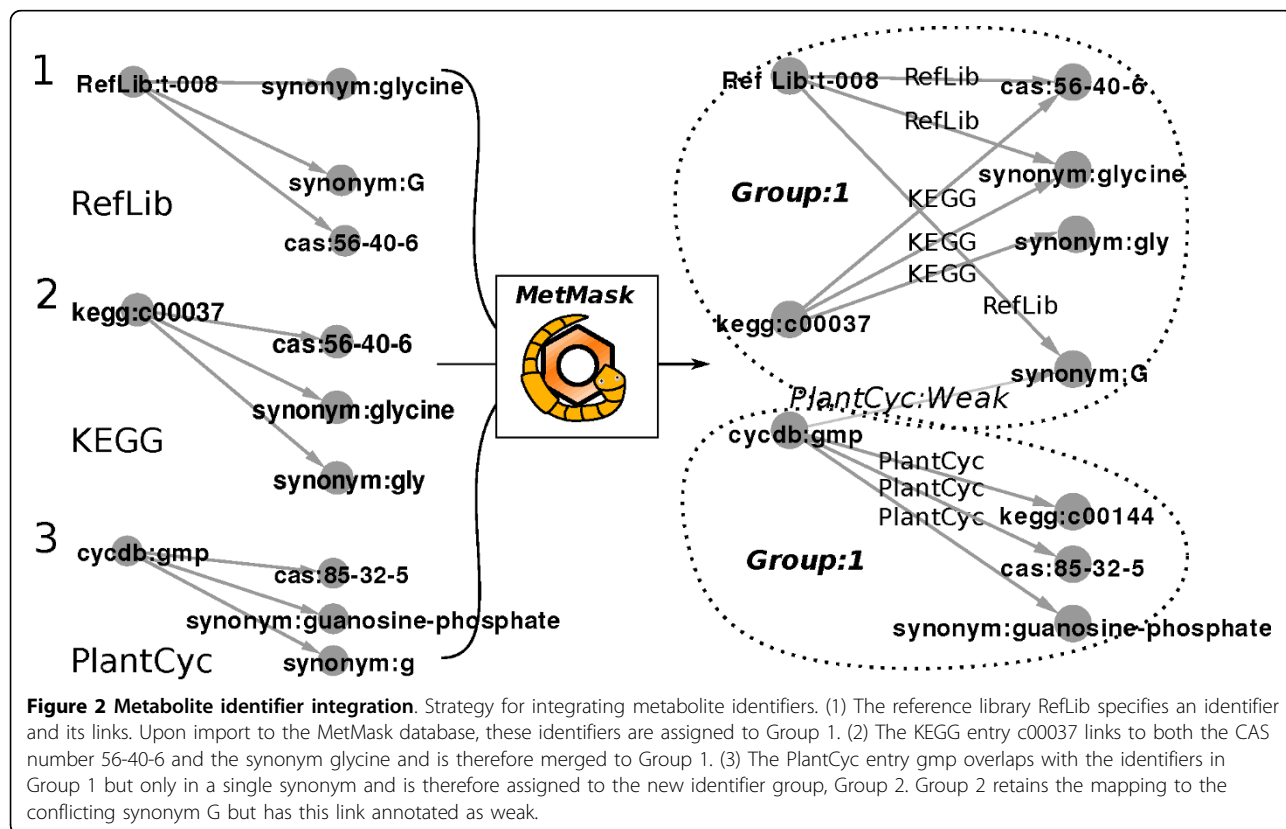 1
RefLib:t-008
synonym:glycine
synonym:G
RefLib
cas:56-40-6
2
kegg:c00037
cas:56-40-6
synonym:glycine
KEGG
synonym:gly
3
cycdb:gmp
cas:85-32-5
synonym:guanosine-phosphate
PlantCyc
synonym:g
MetMask
Ref Lib:t-008
RefLib
cas:56-40-6
RefLib
synonym:glycine
Group:1
KEGG
KEGG
synonym:gly
KEGG
RefLib
kegg:c00037
synonym:G
PlantCyc:Weak
cycdb:gmp
PlantCyc
PlantCyc
PlantCyc
kegg:c00144
Group:1
cas:85-32-5
synonym:guanosine-phosphate
Figure 2 Metabolite identifier integration. Strategy for integrating metabolite identifiers. (1) The reference library RefLib specifies an identifier
and its links. Upon import to the MetMask database, these identifiers are assigned to Group 1. (2) The KEGG entry c00037 links to both the CAS
number 56-40-6 and the synonym glycine and is therefore merged to Group 1. (3) The PlantCyc entry gmp overlaps with the identifiers in
Group 1 but only in a single synonym and is therefore assigned to the new identifier group, Group 2. Group 2 retains the mapping to the
conflicting synonym G but has this link annotated as weak.